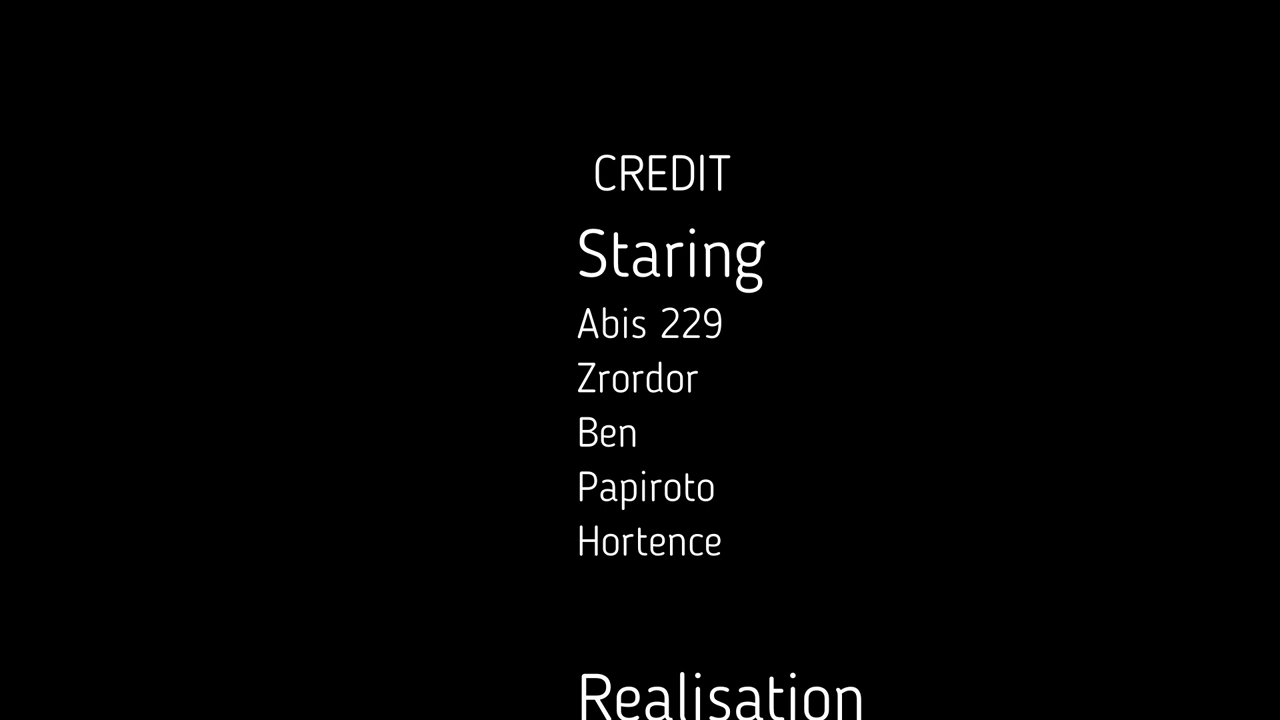 CREDIT
Staring
Abis 229
Zrordor
Ben
Papiroto
Hortence
Realisation